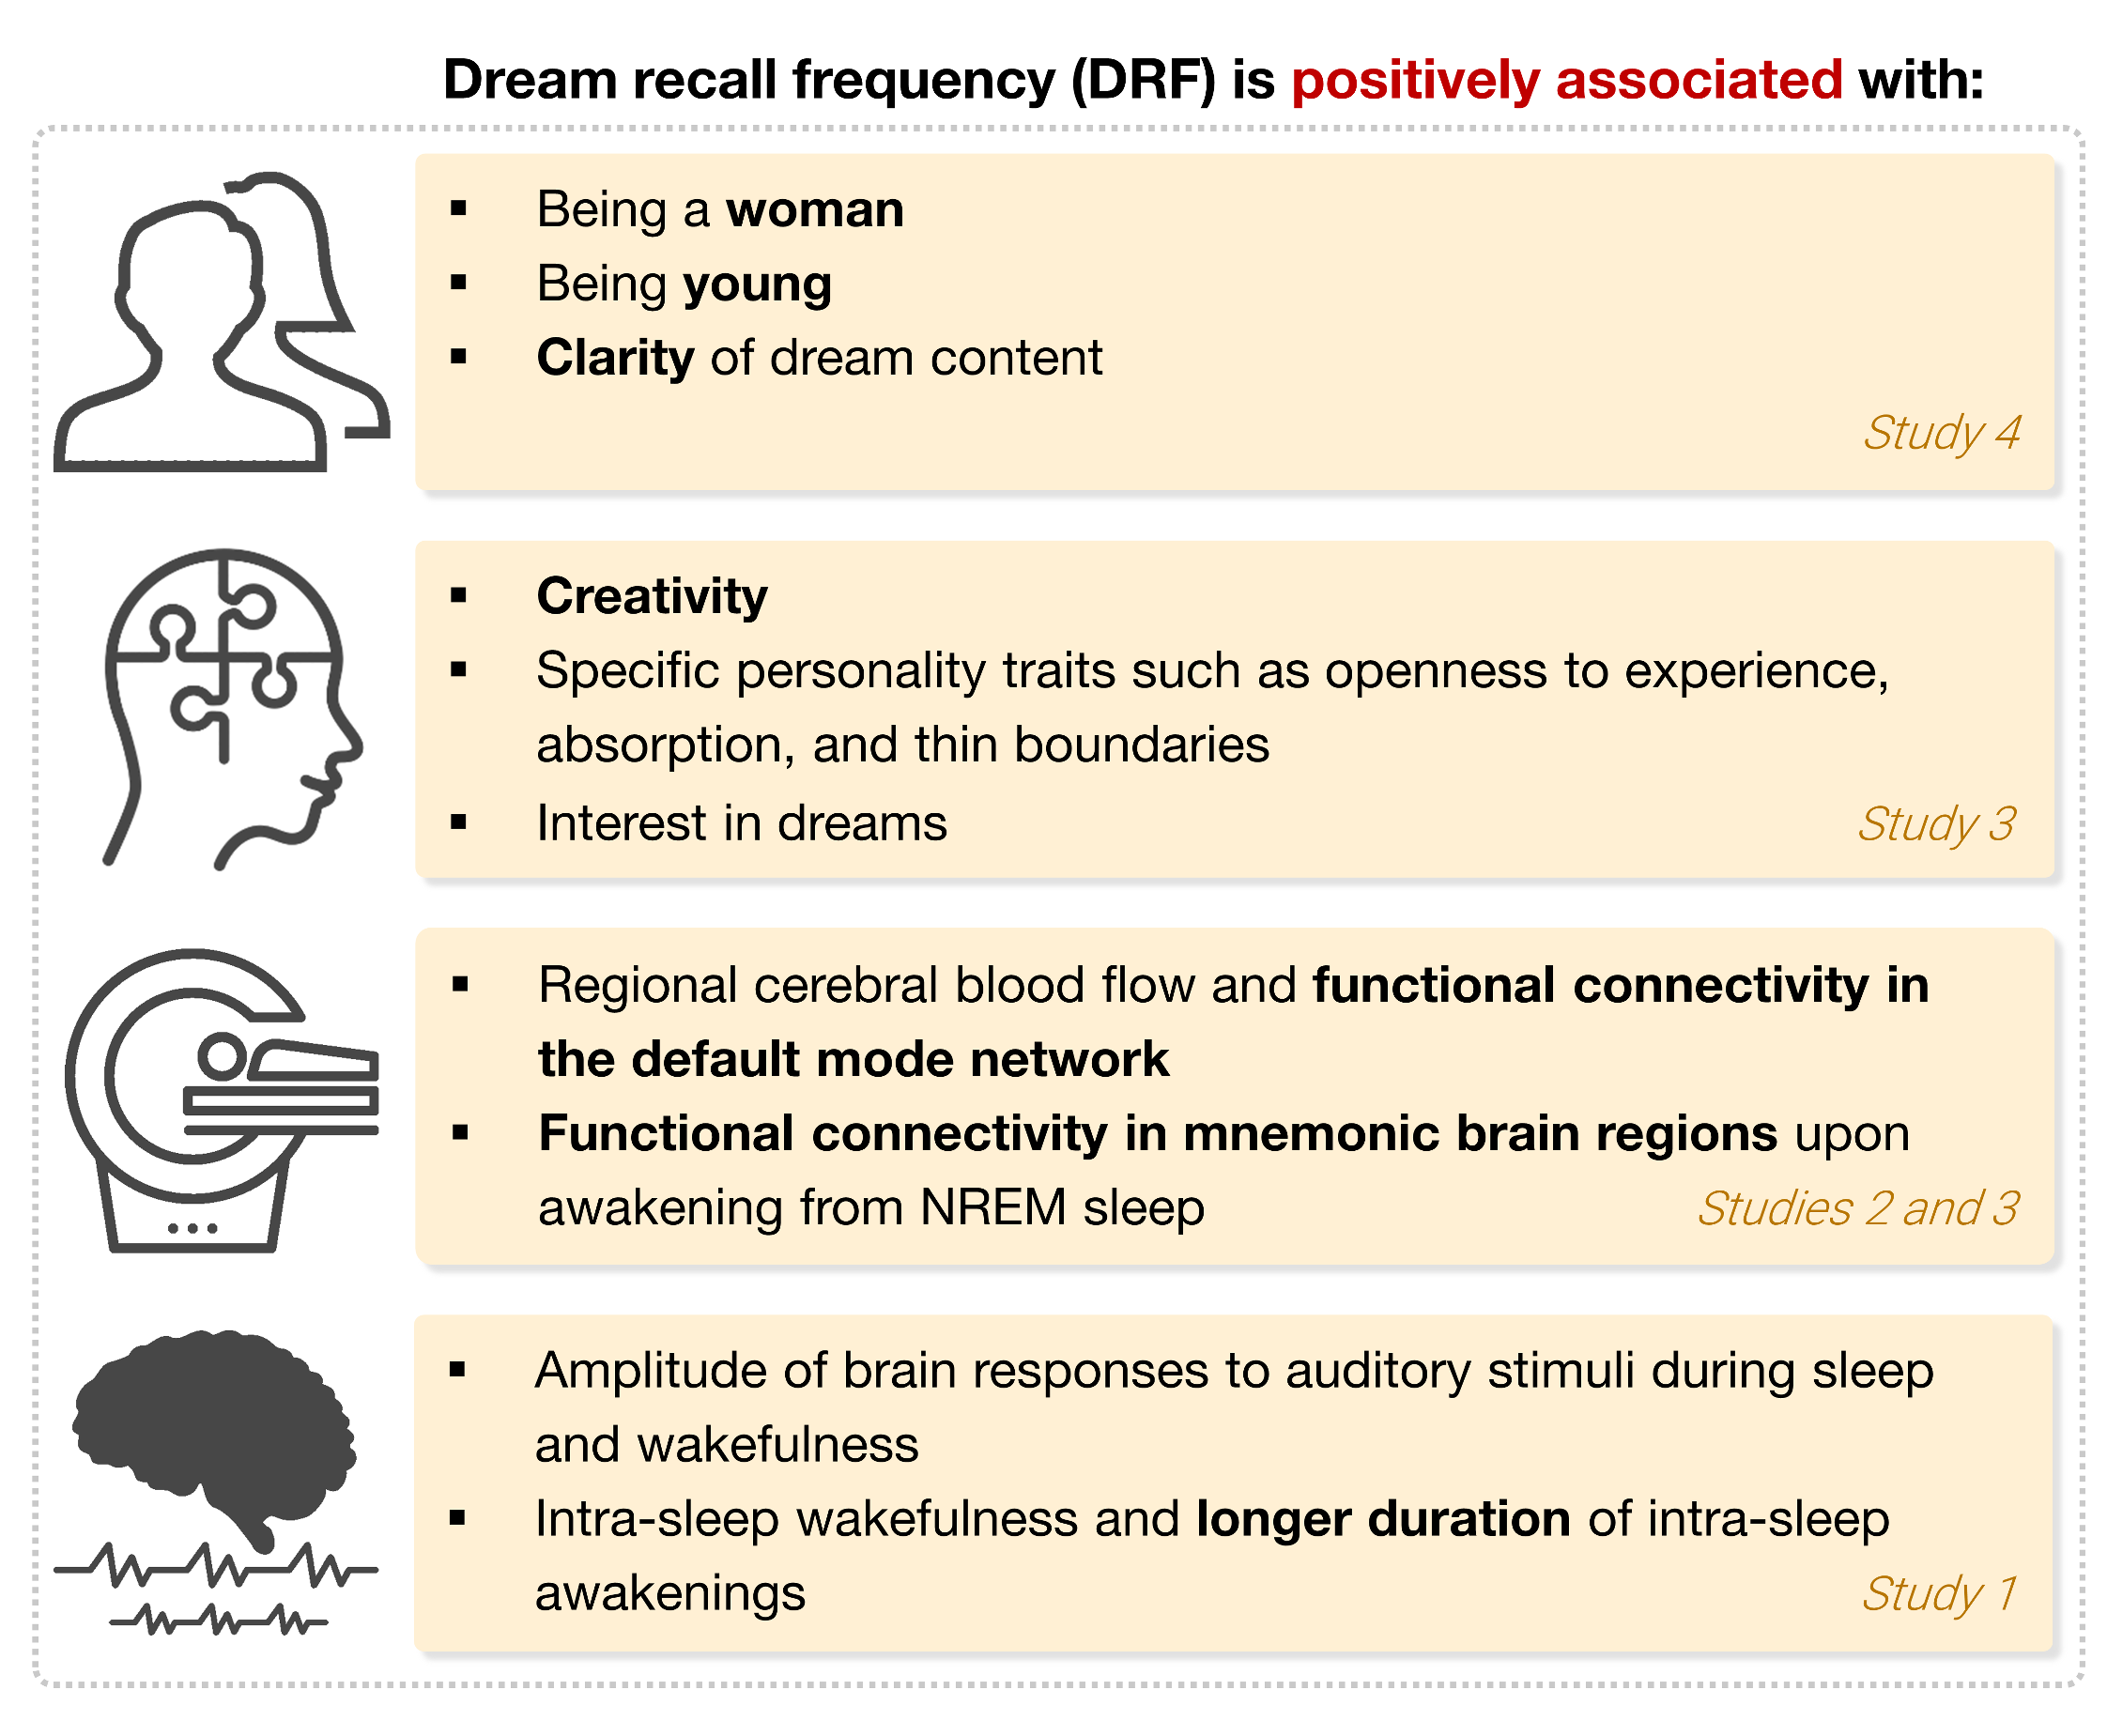 Dream recall frequency (DRF) is positively associated with:
▪ Being a woman
▪ Being young
▪ Clarity of dream content
Study 4
▪ Creativity
▪ Specific personality traits such as openness to experience,
absorption, and thin boundaries
▪ Interest in dreams
Study 3
▪ Regional cerebral blood flow and functional connectivity in
the default mode network
▪ Functional connectivity in mnemonic brain regions upon
awakening from NREM sleep
Studies 2 and 3
▪ Amplitude of brain responses to auditory stimuli during sleep
and wakefulness
▪ Intra-sleep wakefulness and longer duration of intra-sleep
awakenings
Study 1